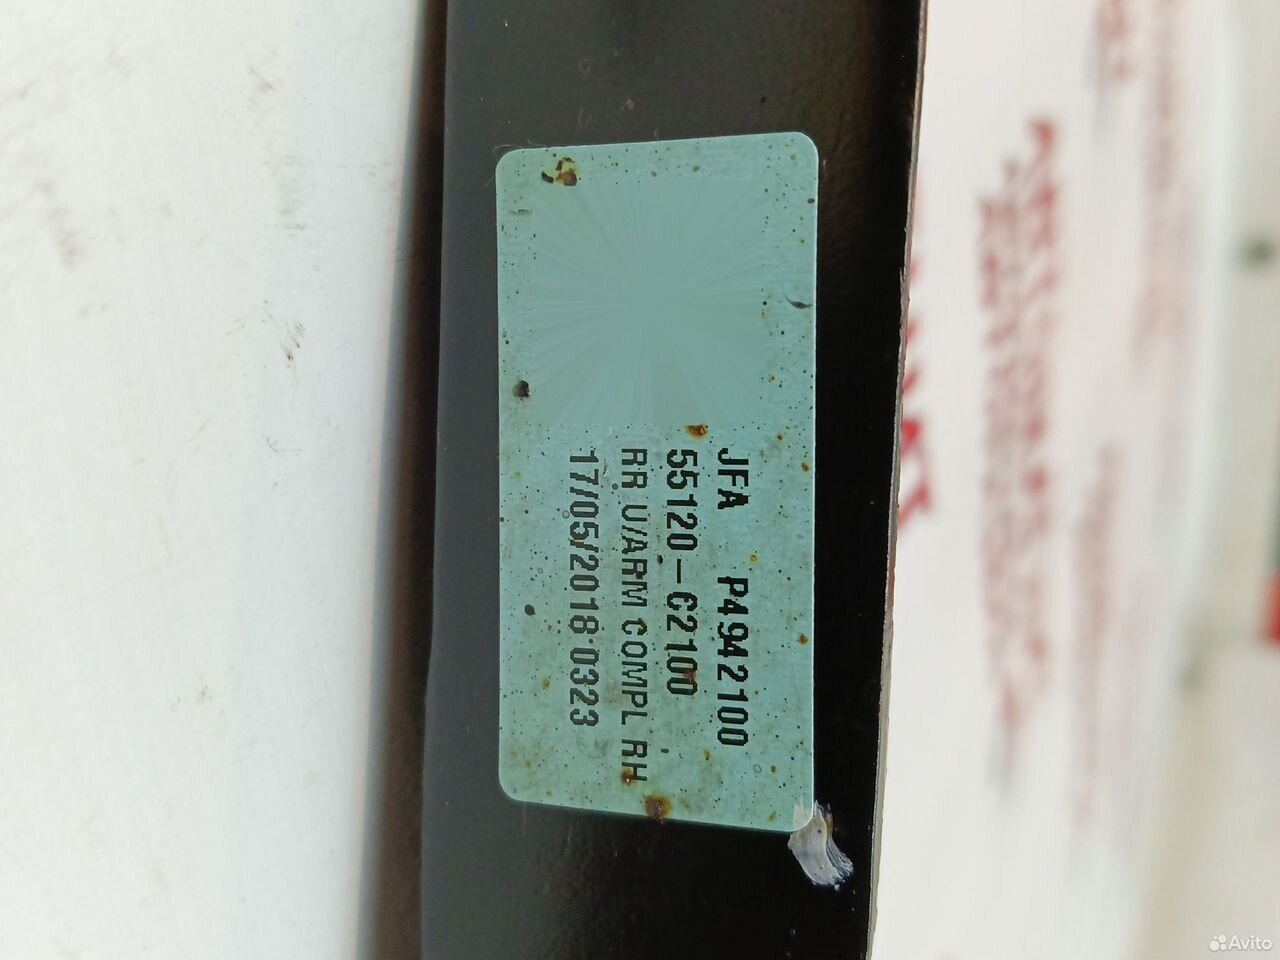 JFA P4942100
55120-C2100
RR U/ARM COMPL RH
17/05/2018 0323
Avito